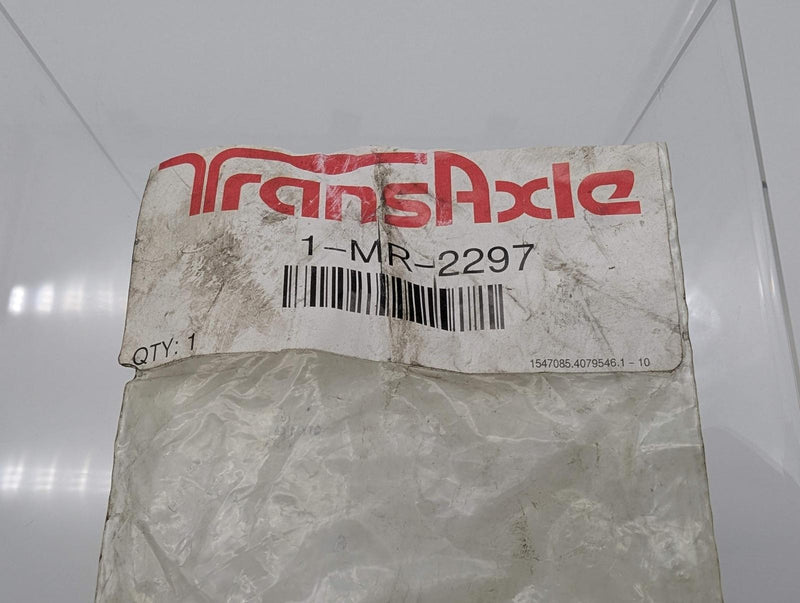 TransAxle
1-MR-2297
QTY: 1
1547085.4079546.1 - 10